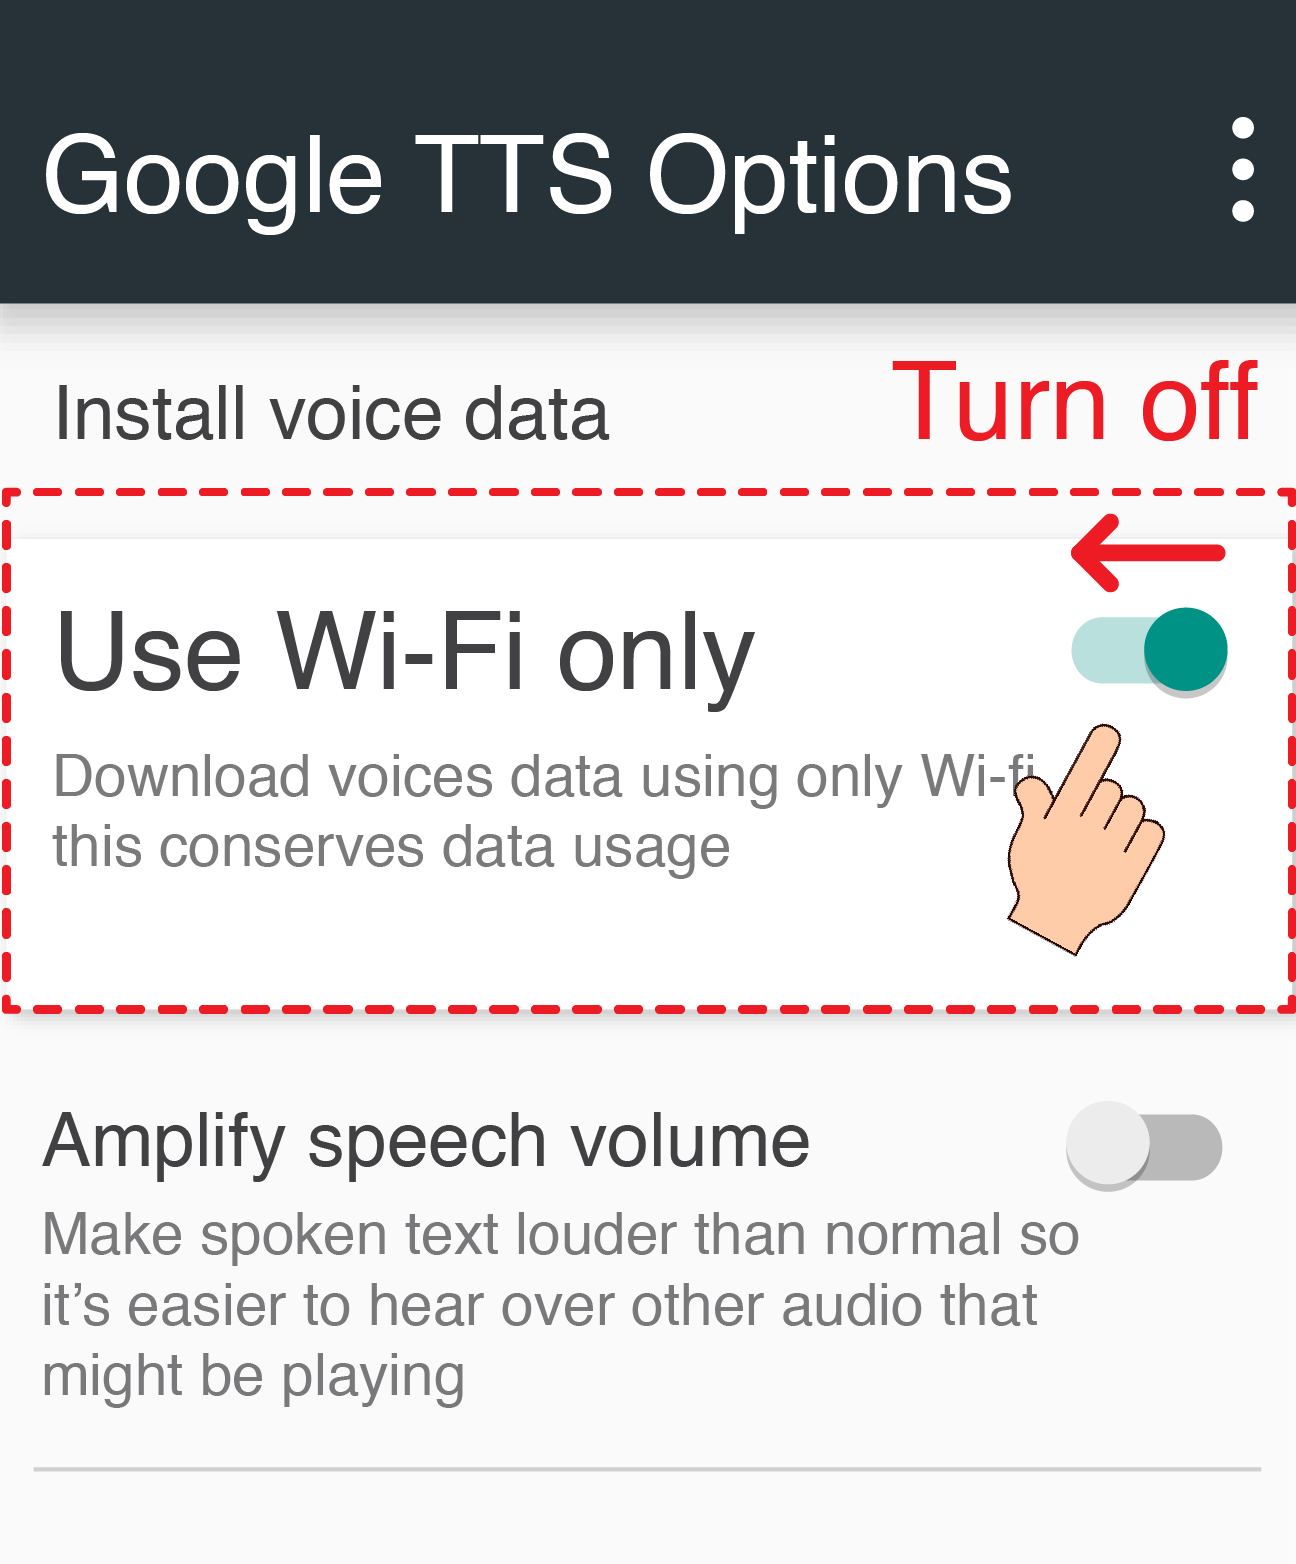 Google TTS Options
Install voice data
Turn off
Use Wi-Fi only
Download voices data using only Wi-fi
this conserves data usage
Amplify speech volume
Make spoken text louder than normal so
it’s easier to hear over other audio that
might be playing